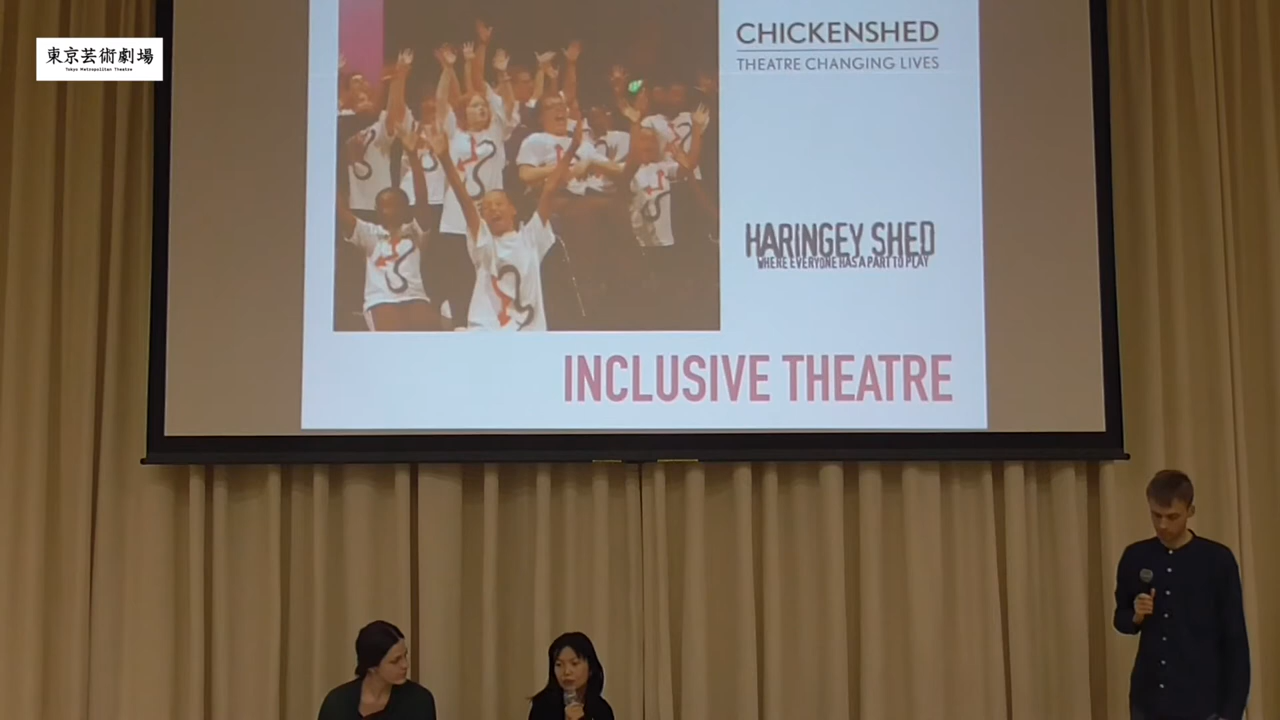 東京芸術劇場
Tokyo Metropolitan Theatre
CHICKENSHED
THEATRE CHANGING LIVES
HARINGEY SHED
WHERE EVERYONE HAS A PART TO PLAY
INCLUSIVE THEATRE